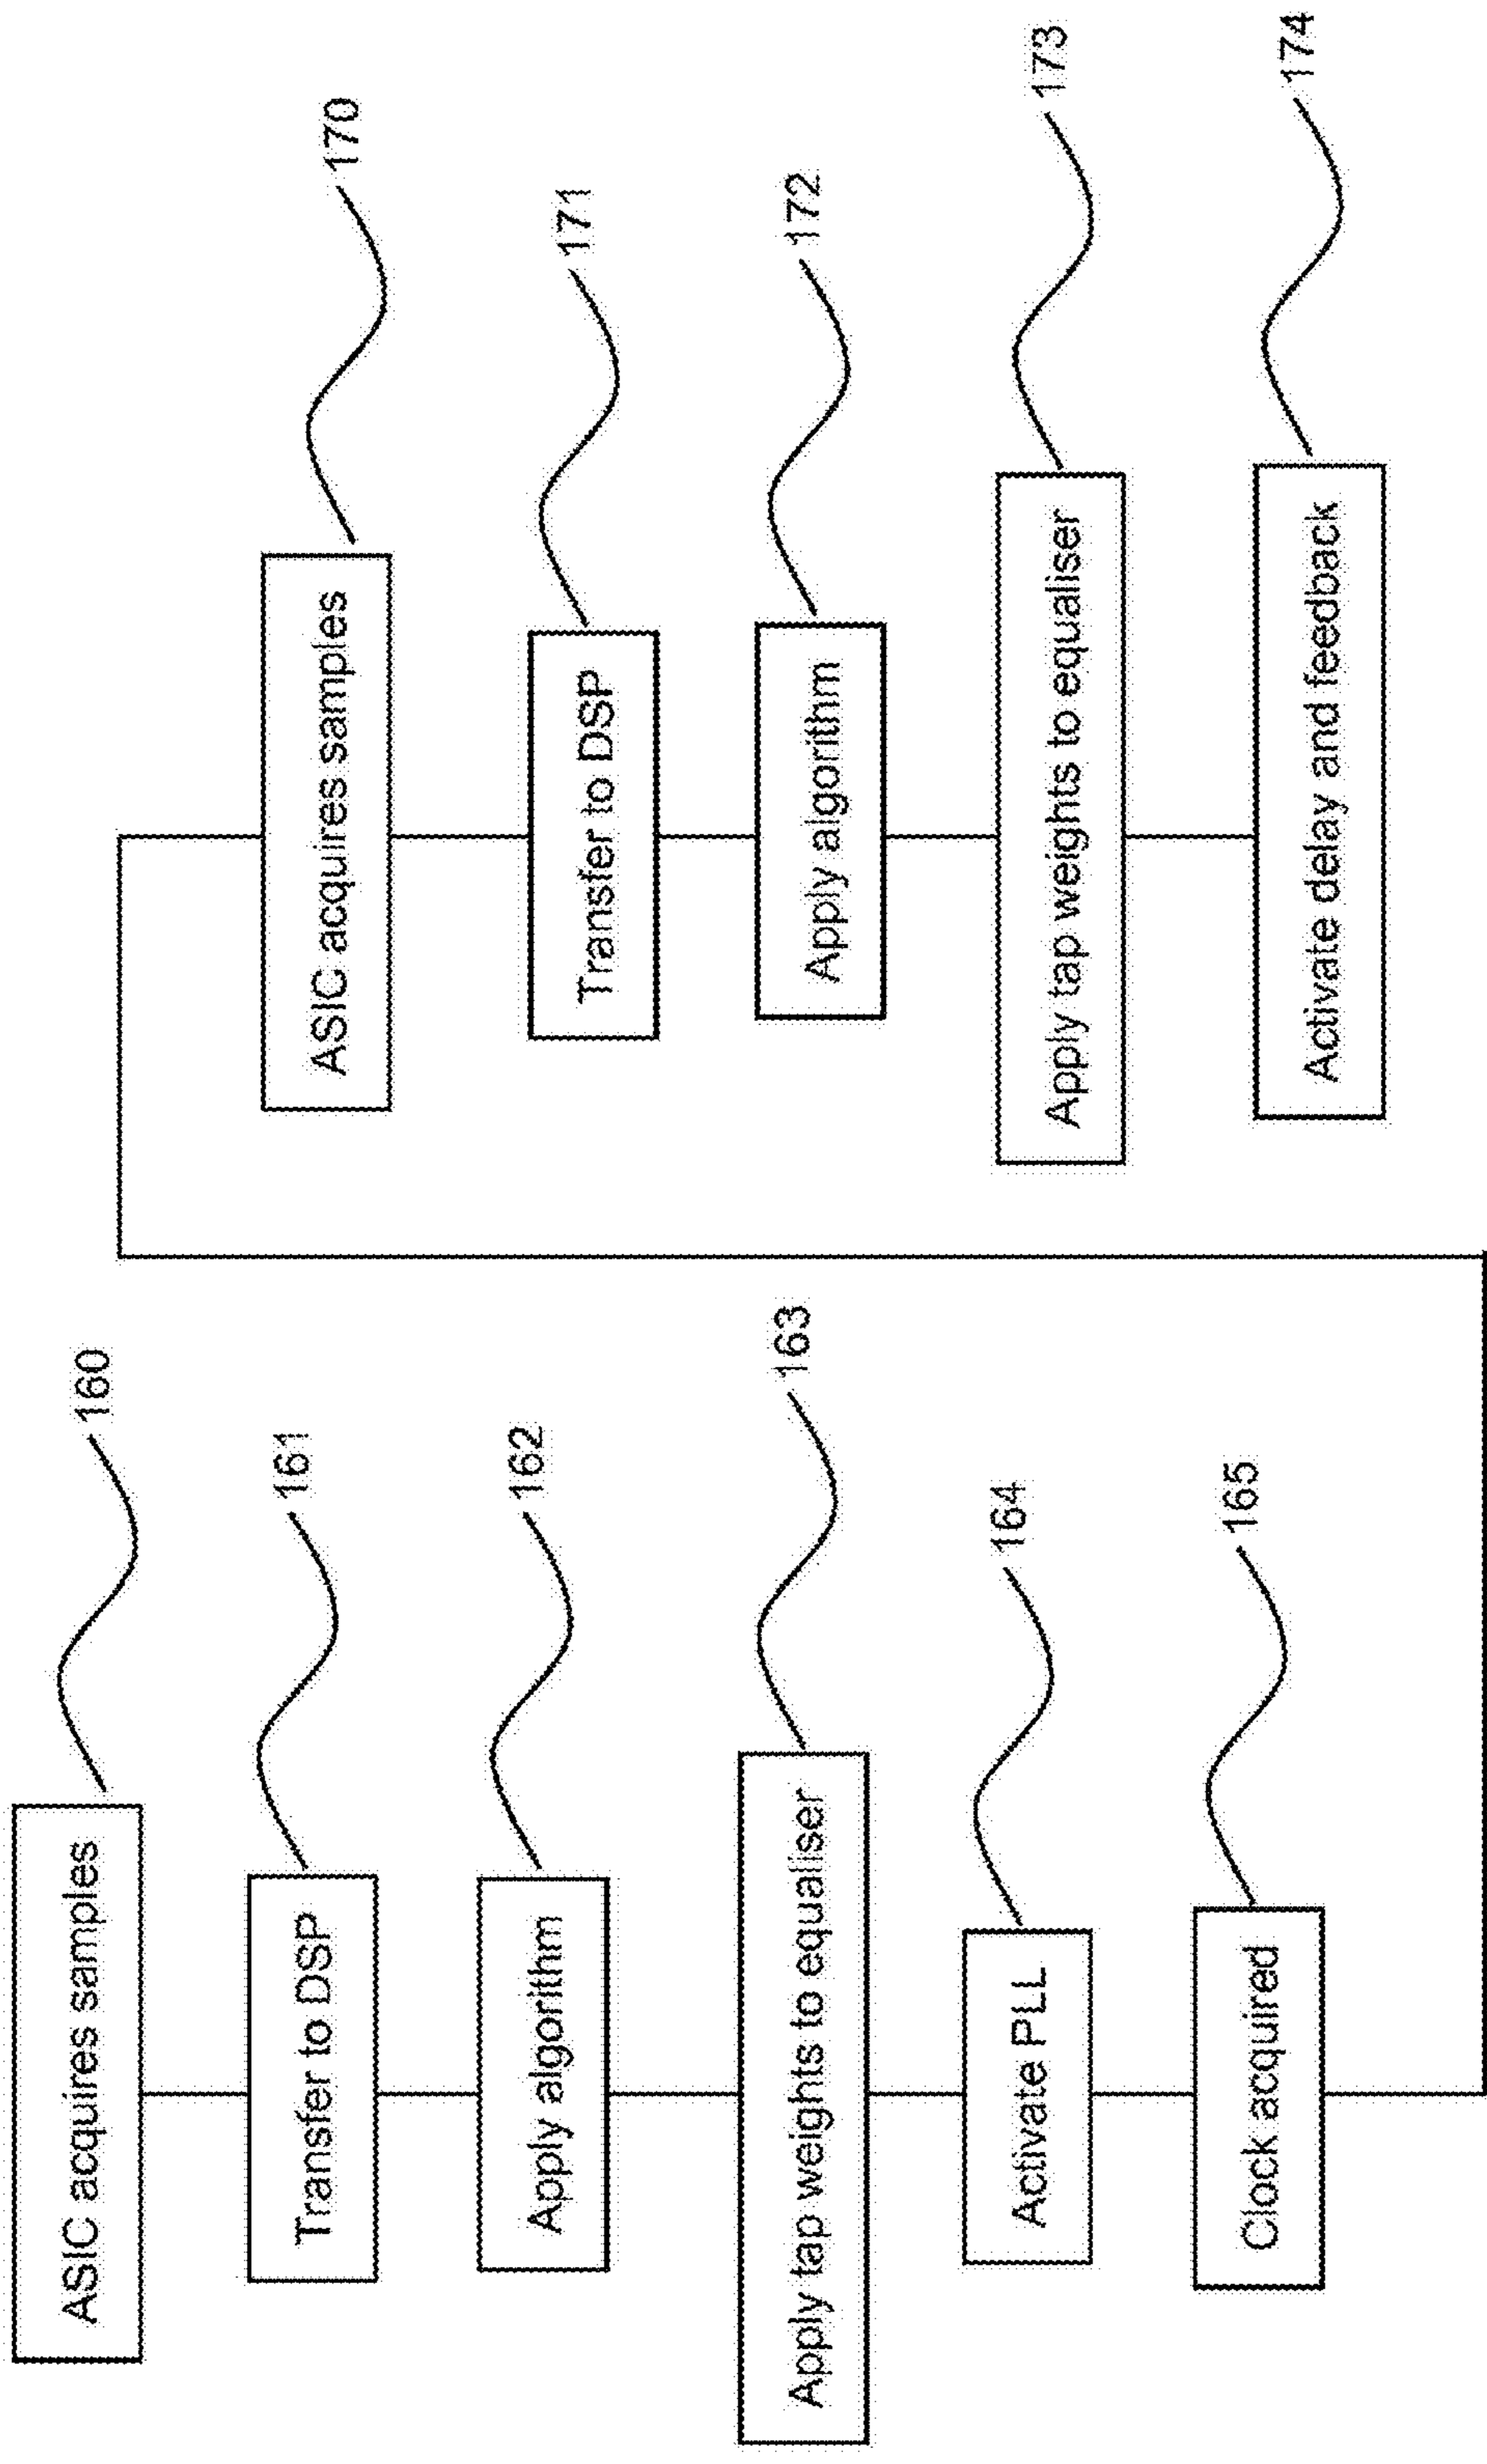 ASIC acquires samples
160
Transfer to DSP
161
Apply algorithm
162
Apply tap weights to equaliser
163
Activate PLL
164
Clock acquired
165
ASIC acquires samples
170
Transfer to DSP
171
Apply algorithm
172
Apply tap weights to equaliser
173
Activate delay and feedback
174